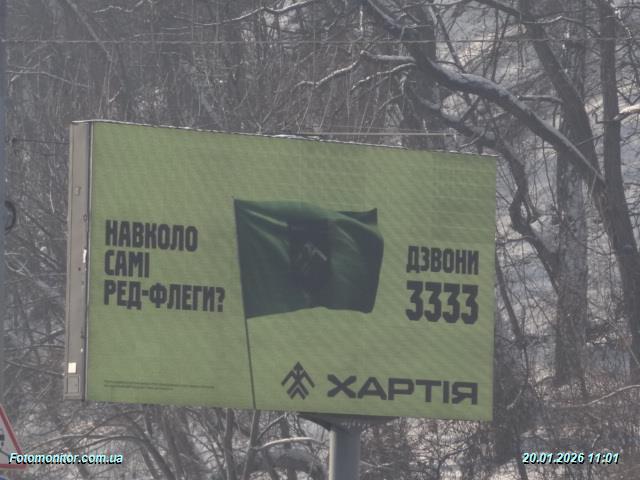 НАВКОЛО
САМІ
РЕД-ФЛЕГИ?
ДЗВОНИ
3333
ХАРТІЯ
Fotomonitor.com.ua
20.01.2026 11:01